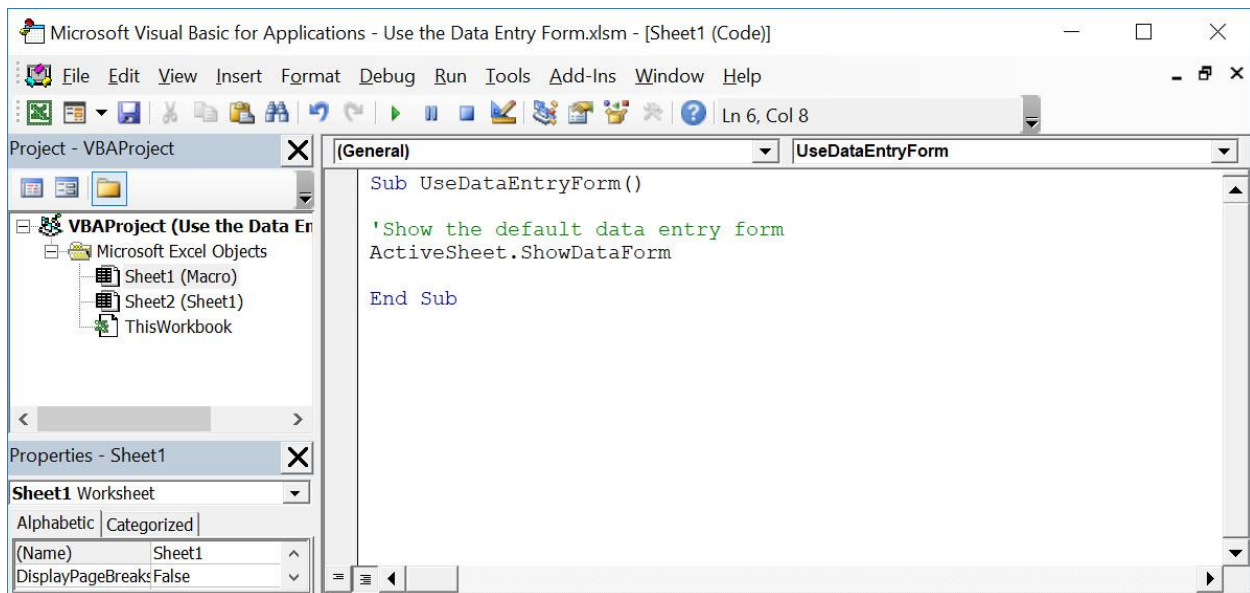 Microsoft Visual Basic for Applications - Use the Data Entry Form.xlsm - [Sheet1 (Code)]
File Edit View Insert Format Debug Run Tools Add-Ins Window Help
Ln 6, Col 8
Project - VBAProject
VBAProject (Use the Data En
Microsoft Excel Objects
Sheet1 (Macro)
Sheet2 (Sheet1)
ThisWorkbook
Properties - Sheet1
Sheet1 Worksheet
Alphabetic Categorized
(Name) Sheet1
DisplayPageBreaks False
(General) UseDataEntryForm
Sub UseDataEntryForm()
'Show the default data entry form
ActiveSheet.ShowDataForm
End Sub